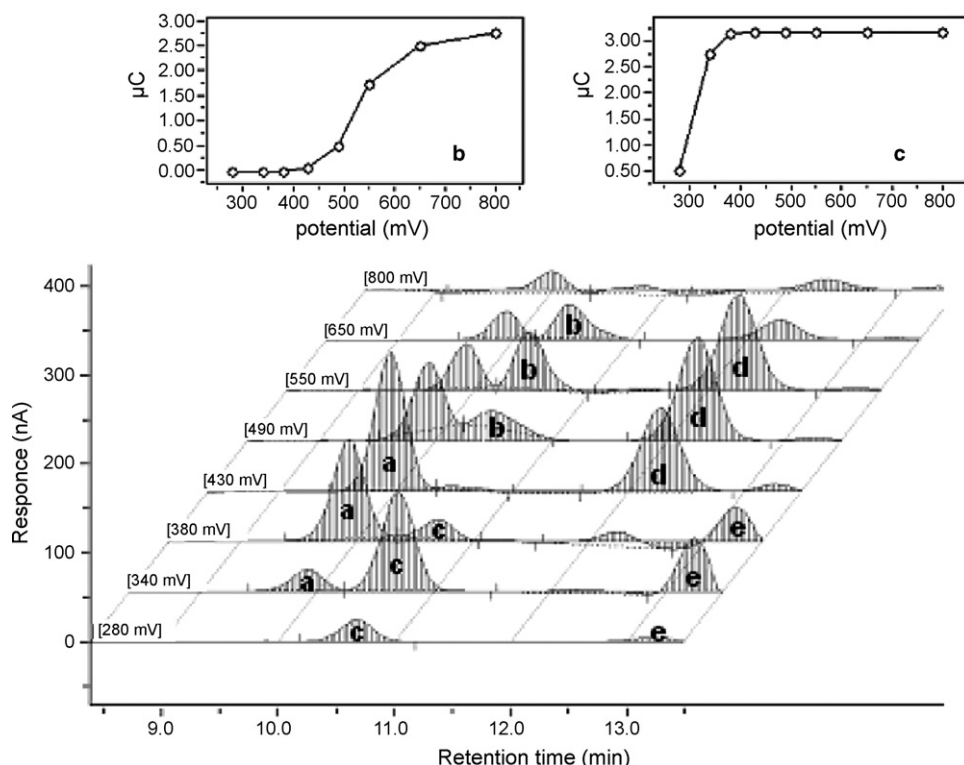 3.00
2.50
2.00
1.50
1.00
0.50
0.00
µC
b
300 400 500 600 700 800
potential (mV)
3.00
2.50
2.00
1.50
1.00
0.50
µC
c
300 400 500 600 700 800
potential (mV)
400
300
200
100
0
Responce (nA)
[800 mV]
[650 mV] b
[550 mV] b d
[490 mV] b d
[430 mV] a d
[380 mV] a c e
[340 mV] a c e
[280 mV] c e
9.0 10.0 11.0 12.0 13.0
Retention time (min)